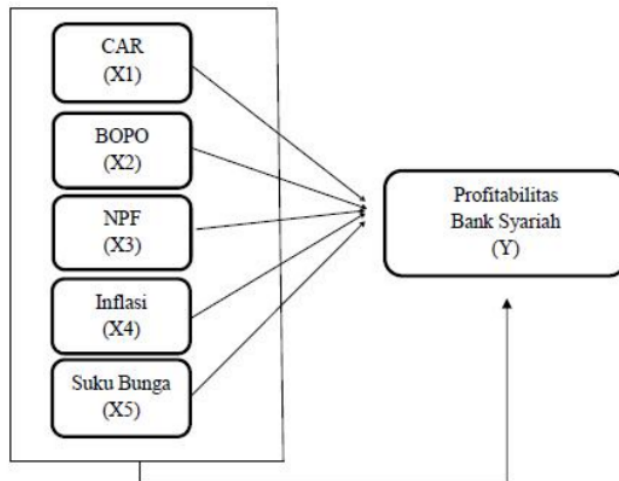 CAR
(X1)
BOPO
(X2)
NPF
(X3)
Inflasi
(X4)
Suku Bunga
(X5)
Profitabilitas
Bank Syariah
(Y)